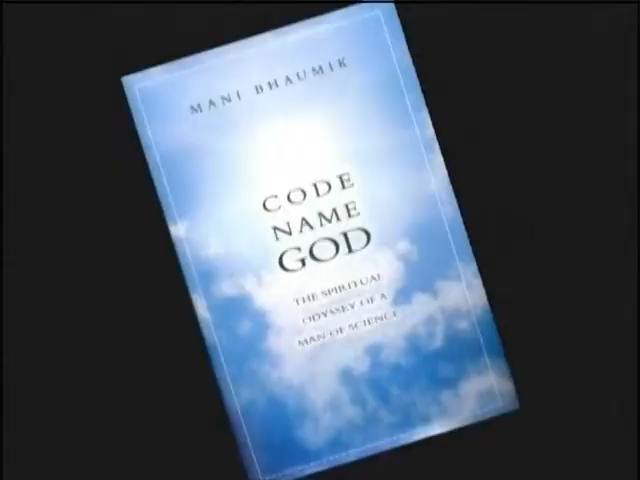 MANI BHAUMIK
CODE
NAME
GOD
THE SPIRITUAL
ODYSSEY OF A
MAN OF SCIENCE